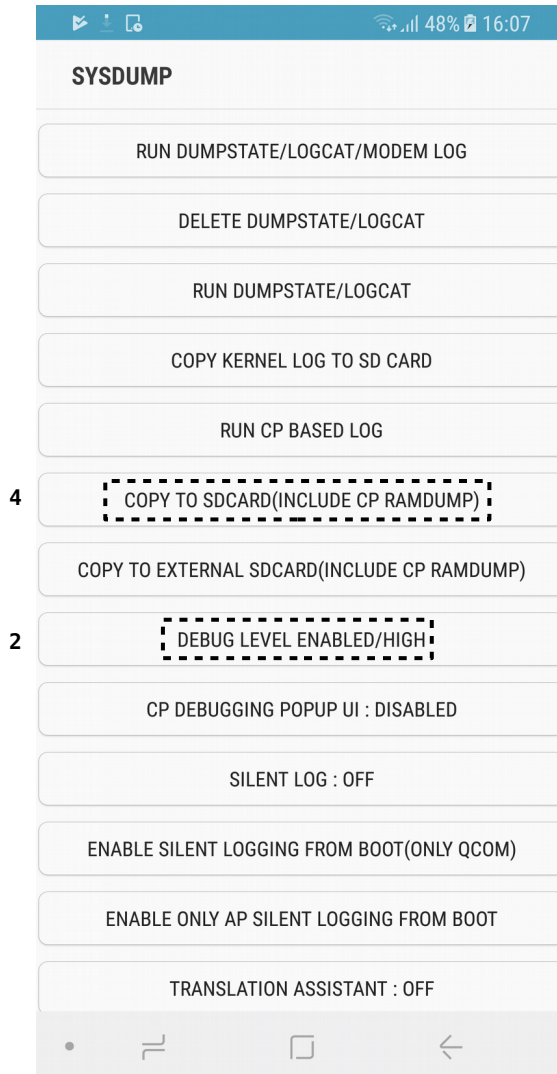 48% 16:07
SYSDUMP
RUN DUMPSTATE/LOGCAT/MODEM LOG
DELETE DUMPSTATE/LOGCAT
RUN DUMPSTATE/LOGCAT
COPY KERNEL LOG TO SD CARD
RUN CP BASED LOG
4 COPY TO SDCARD(INCLUDE CP RAMDUMP)
COPY TO EXTERNAL SDCARD(INCLUDE CP RAMDUMP)
2 DEBUG LEVEL ENABLED/HIGH
CP DEBUGGING POPUP UI : DISABLED
SILENT LOG : OFF
ENABLE SILENT LOGGING FROM BOOT(ONLY QCOM)
ENABLE ONLY AP SILENT LOGGING FROM BOOT
TRANSLATION ASSISTANT : OFF